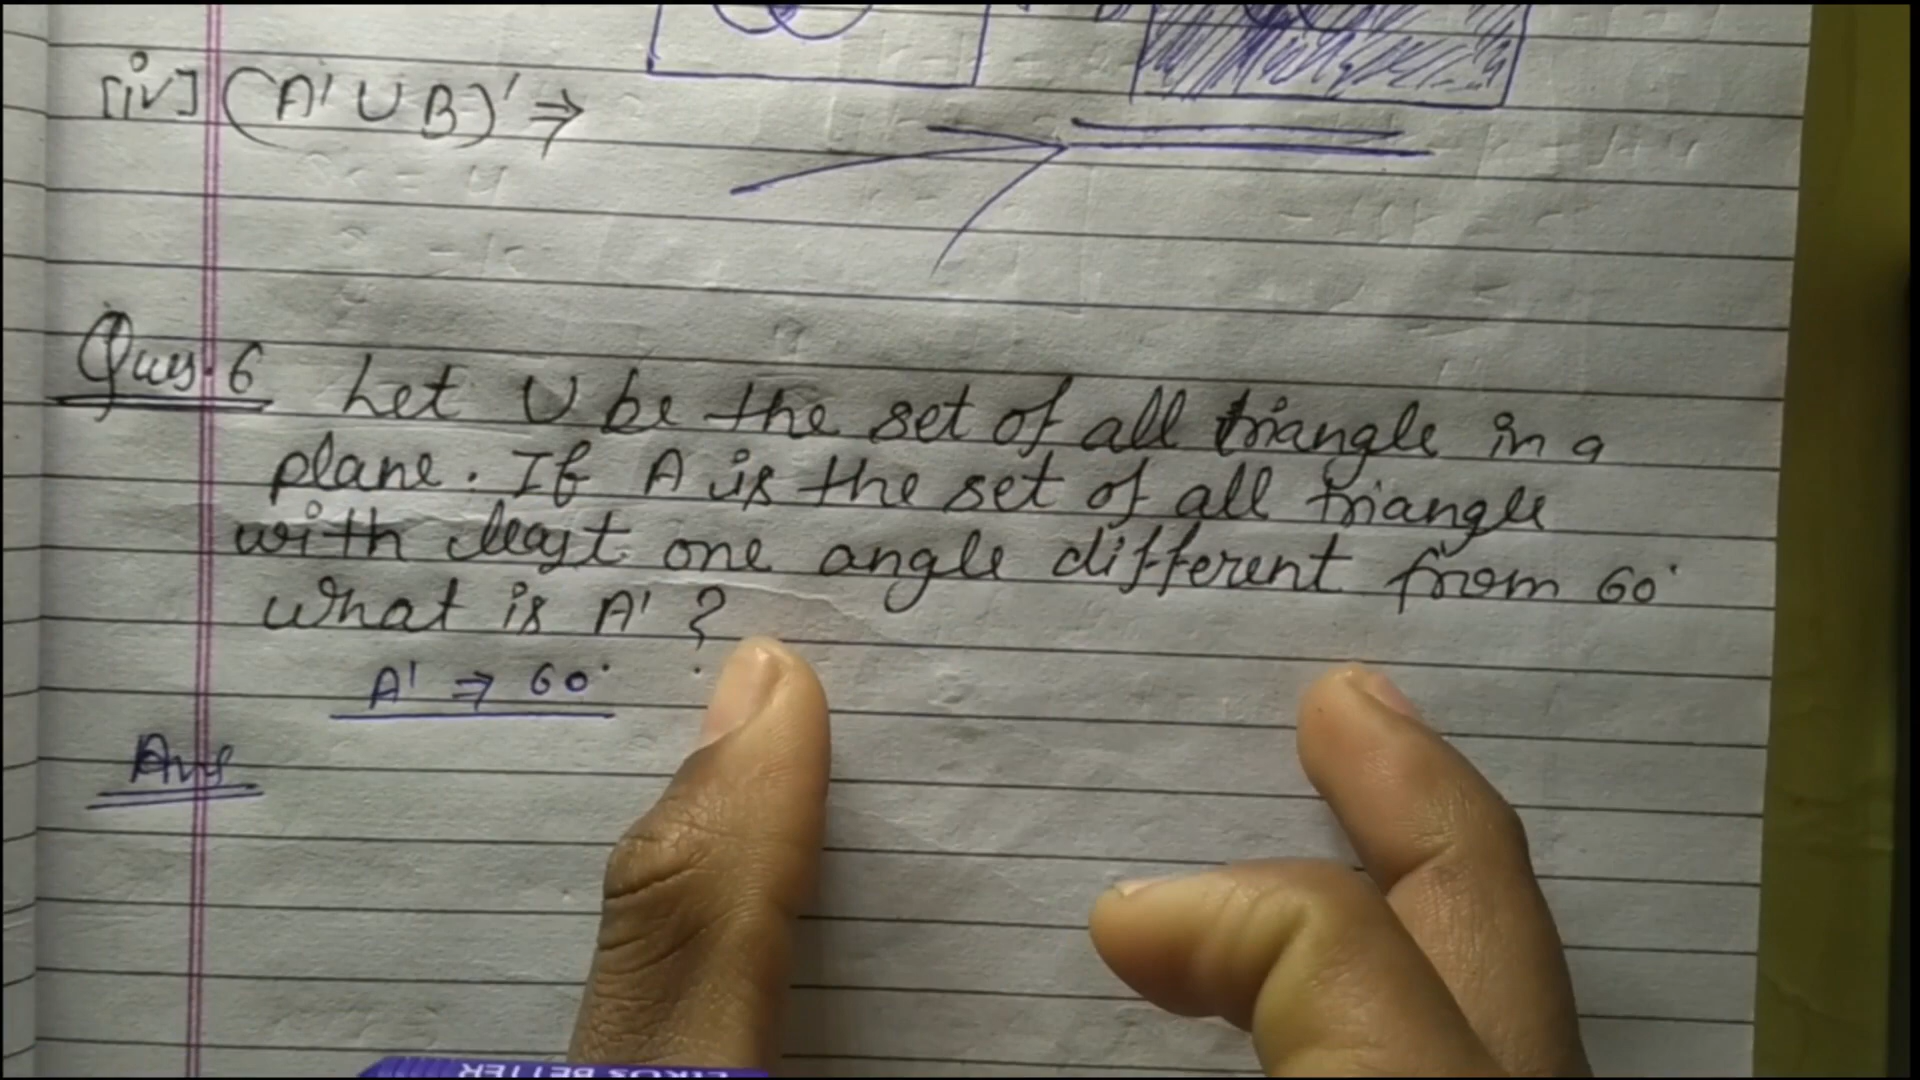 [iv] (A' ∪ B)' ⇒
Ques. 6 Let U be the set of all triangle in a
plane. If A is the set of all triangle
with least one angle different from 60°
What is A' ?
A' ⇒ 60°
Ans